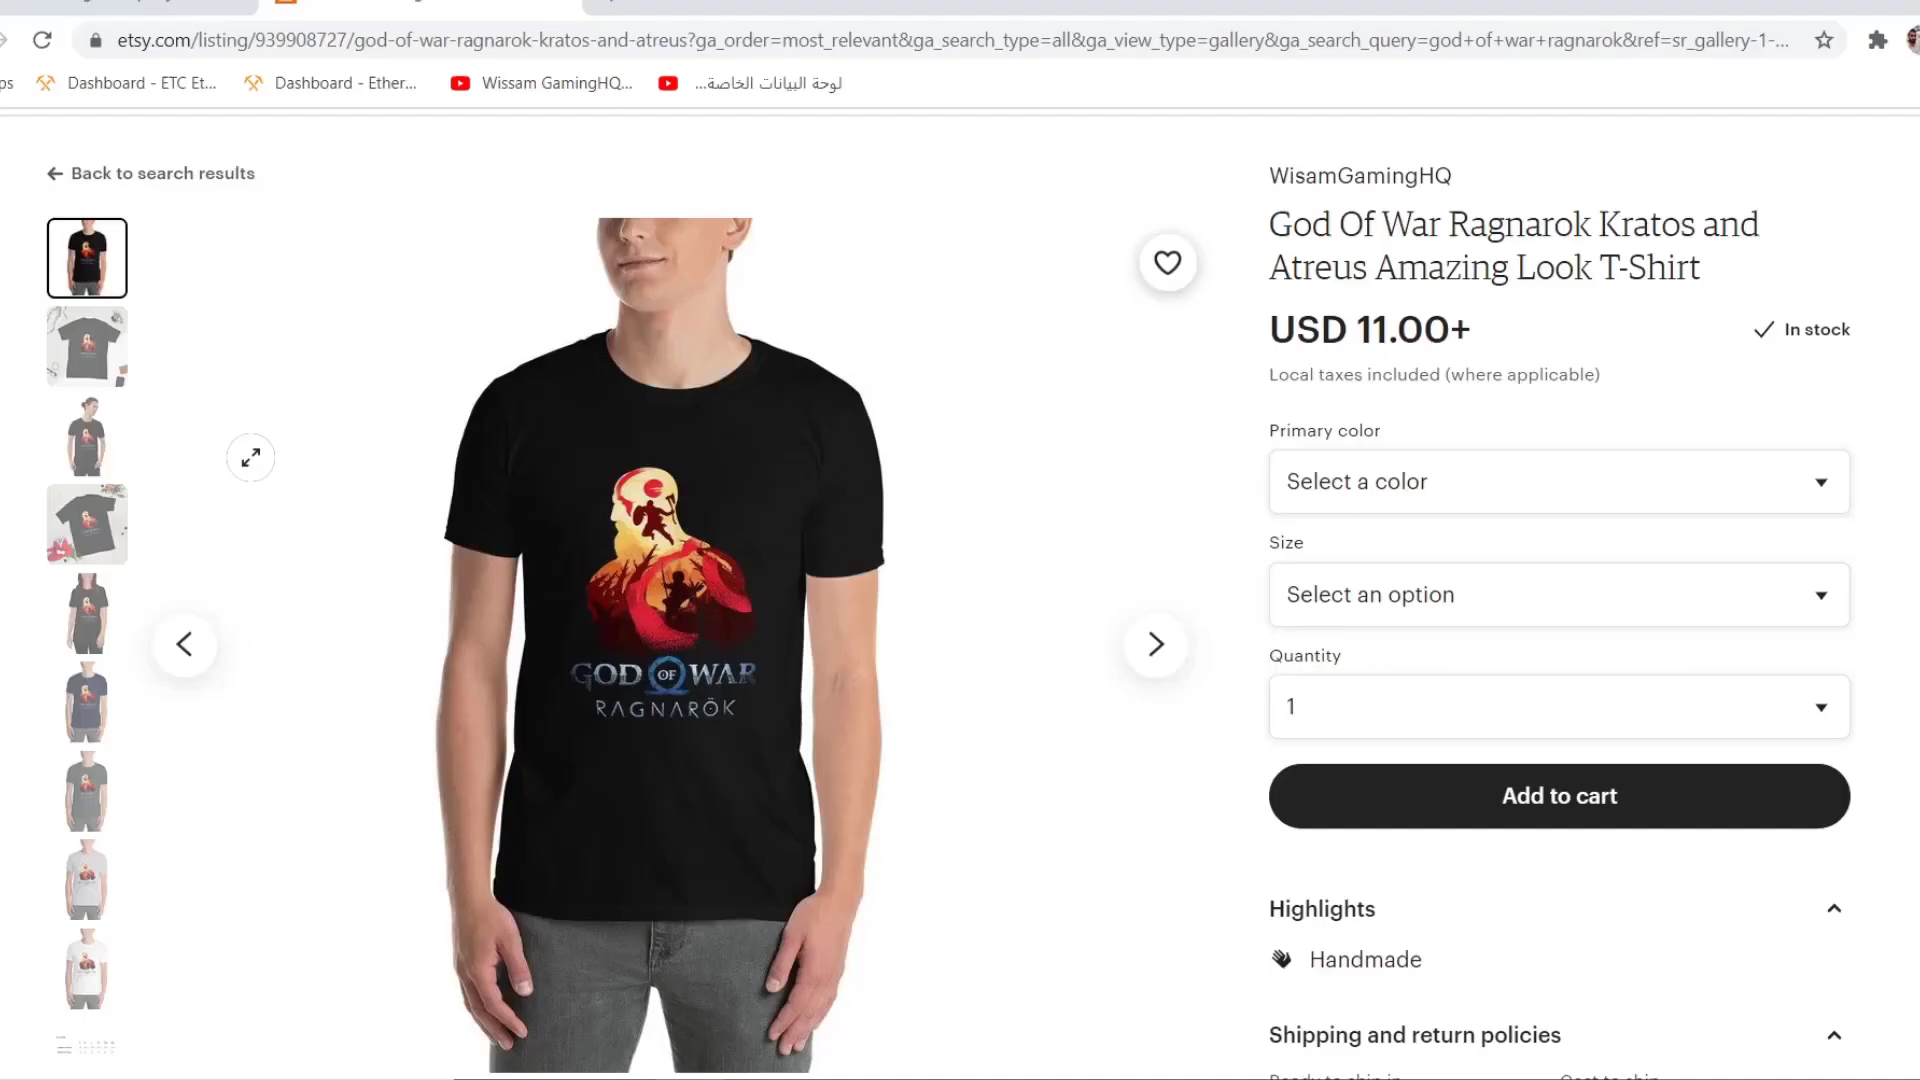 etsy.com/listing/939908727/god-of-war-ragnarok-kratos-and-atreus?ga_order=most_relevant&ga_search_type=all&ga_view_type=gallery&ga_search_query=god+of+war+ragnarok&ref=sr_gallery-1-...
Dashboard - ETC Et... Dashboard - Ether... Wissam GamingHQ... لوحة البيانات الخاصة...
Back to search results
WisamGamingHQ
God Of War Ragnarok Kratos and
Atreus Amazing Look T-Shirt
USD 11.00+
In stock
Local taxes included (where applicable)
Primary color
Select a color
Size
Select an option
Quantity
1
Add to cart
Highlights
Handmade
Shipping and return policies
GOD OF WAR
RAGNARÖK